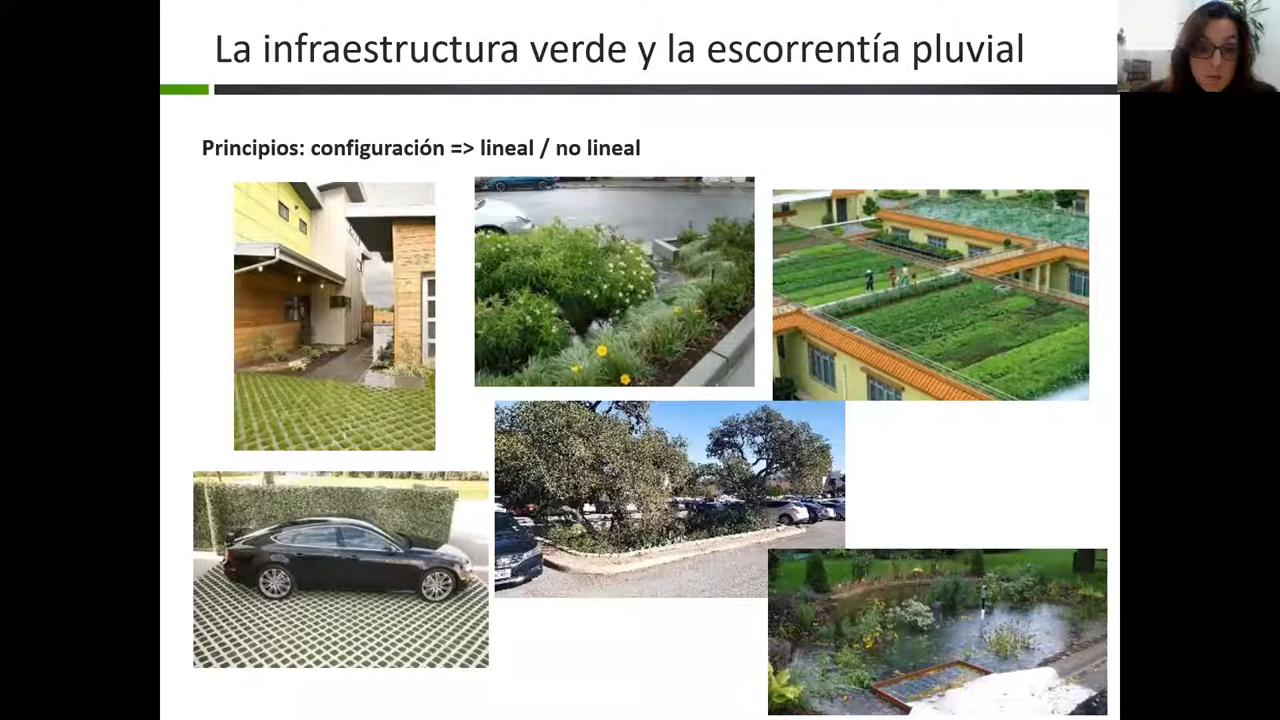 La infraestructura verde y la escorrentía pluvial
Principios: configuración => lineal / no lineal